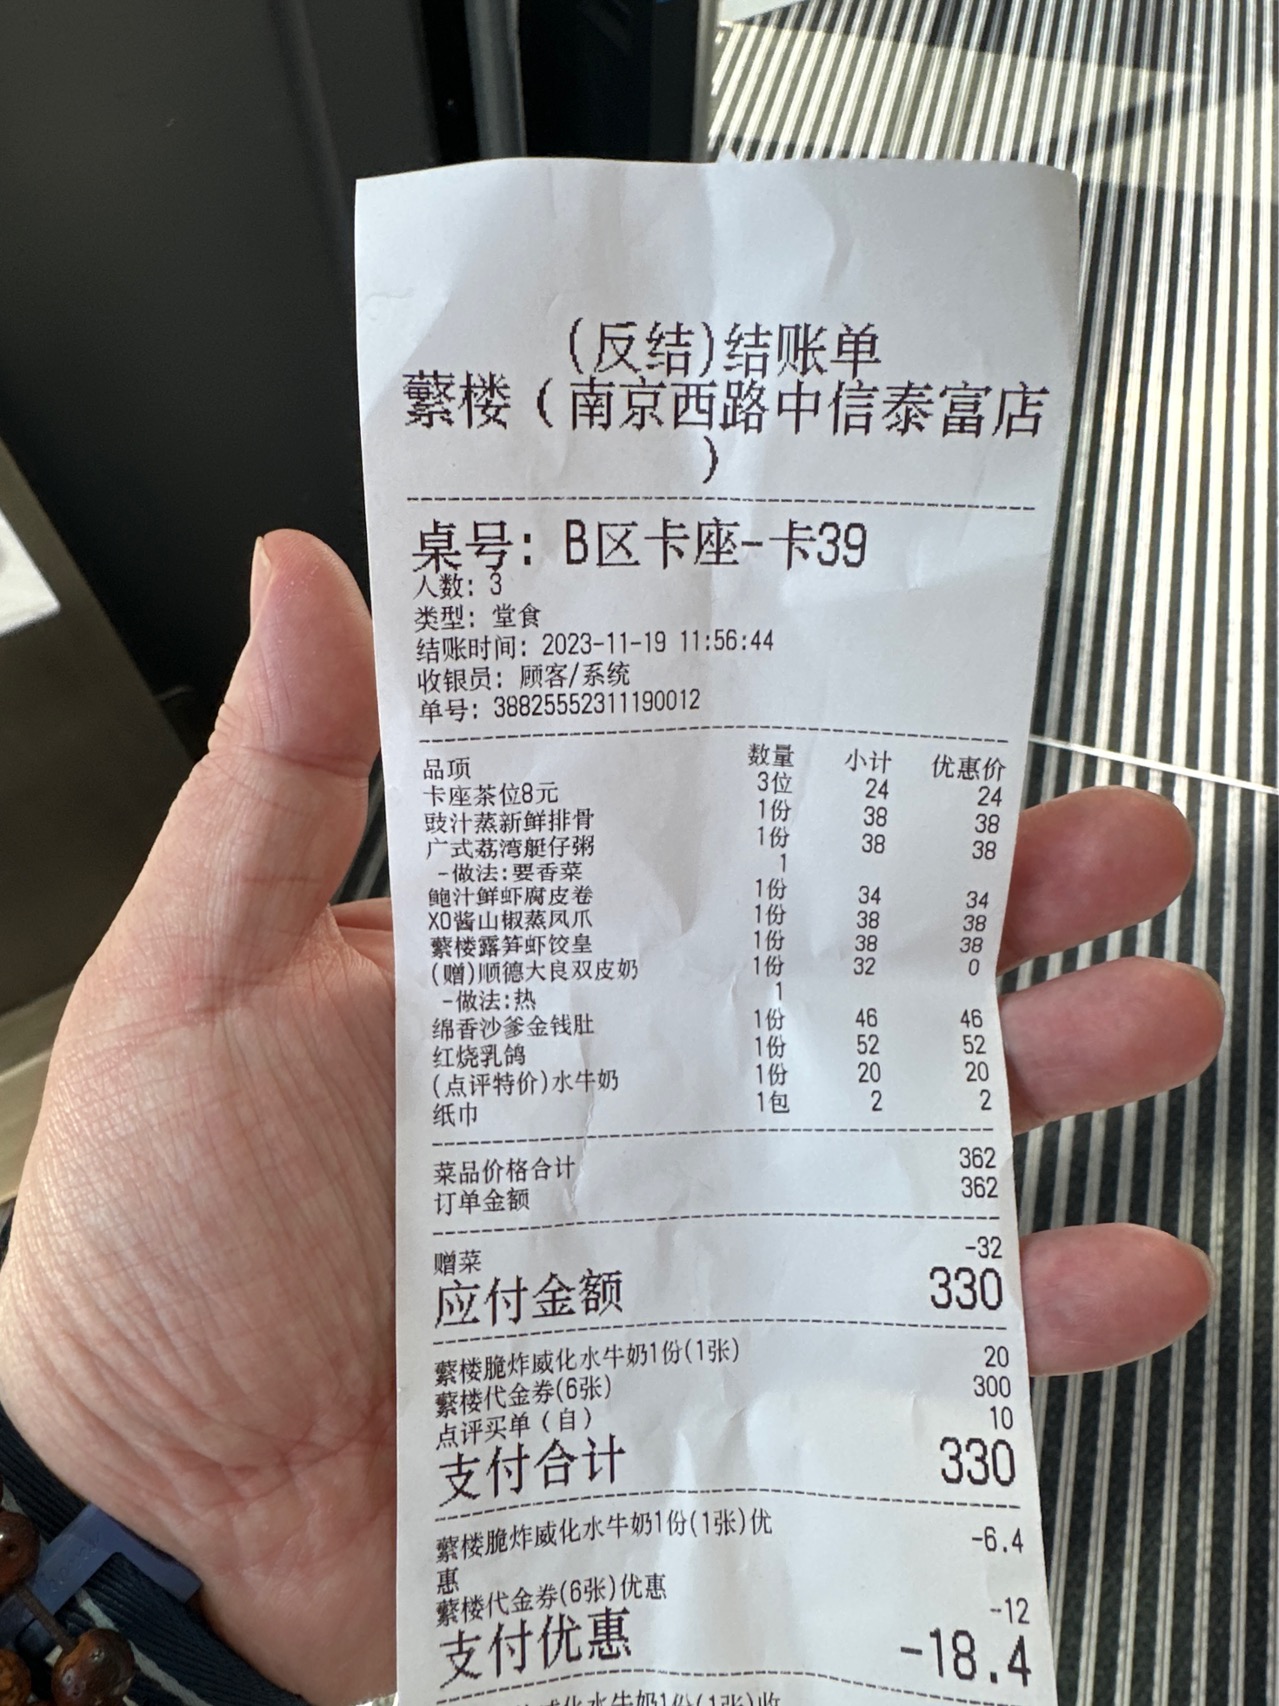 (反结)结账单
蘩楼（南京西路中信泰富店
）
桌号: B区卡座-卡39
人数: 3
类型: 堂食
结账时间: 2023-11-19 11:56:44
收银员: 顾客/系统
单号: 38825552311190012
品项 数量 小计 优惠价
卡座茶位8元 3位 24 24
豉汁蒸新鲜排骨 1份 38 38
广式荔湾艇仔粥 1份 38 38
-做法:要香菜 1
鲍汁鲜虾腐皮卷 1份 34 34
XO酱山椒蒸凤爪 1份 38 38
蘩楼露笋虾饺皇 1份 38 38
(赠)顺德大良双皮奶 1份 32 0
-做法:热 1
绵香沙爹金钱肚 1份 46 46
红烧乳鸽 1份 52 52
(点评特价)水牛奶 1份 20 20
纸巾 1包 2 2
菜品价格合计 362
订单金额 362
赠菜 -32
应付金额 330
蘩楼脆炸威化水牛奶1份(1张) 20
蘩楼代金券(6张) 300
点评买单（自） 10
支付合计 330
蘩楼脆炸威化水牛奶1份(1张)优 -6.4
惠
蘩楼代金券(6张)优惠 -12
支付优惠 -18.4
威化水牛奶1份(1张)收